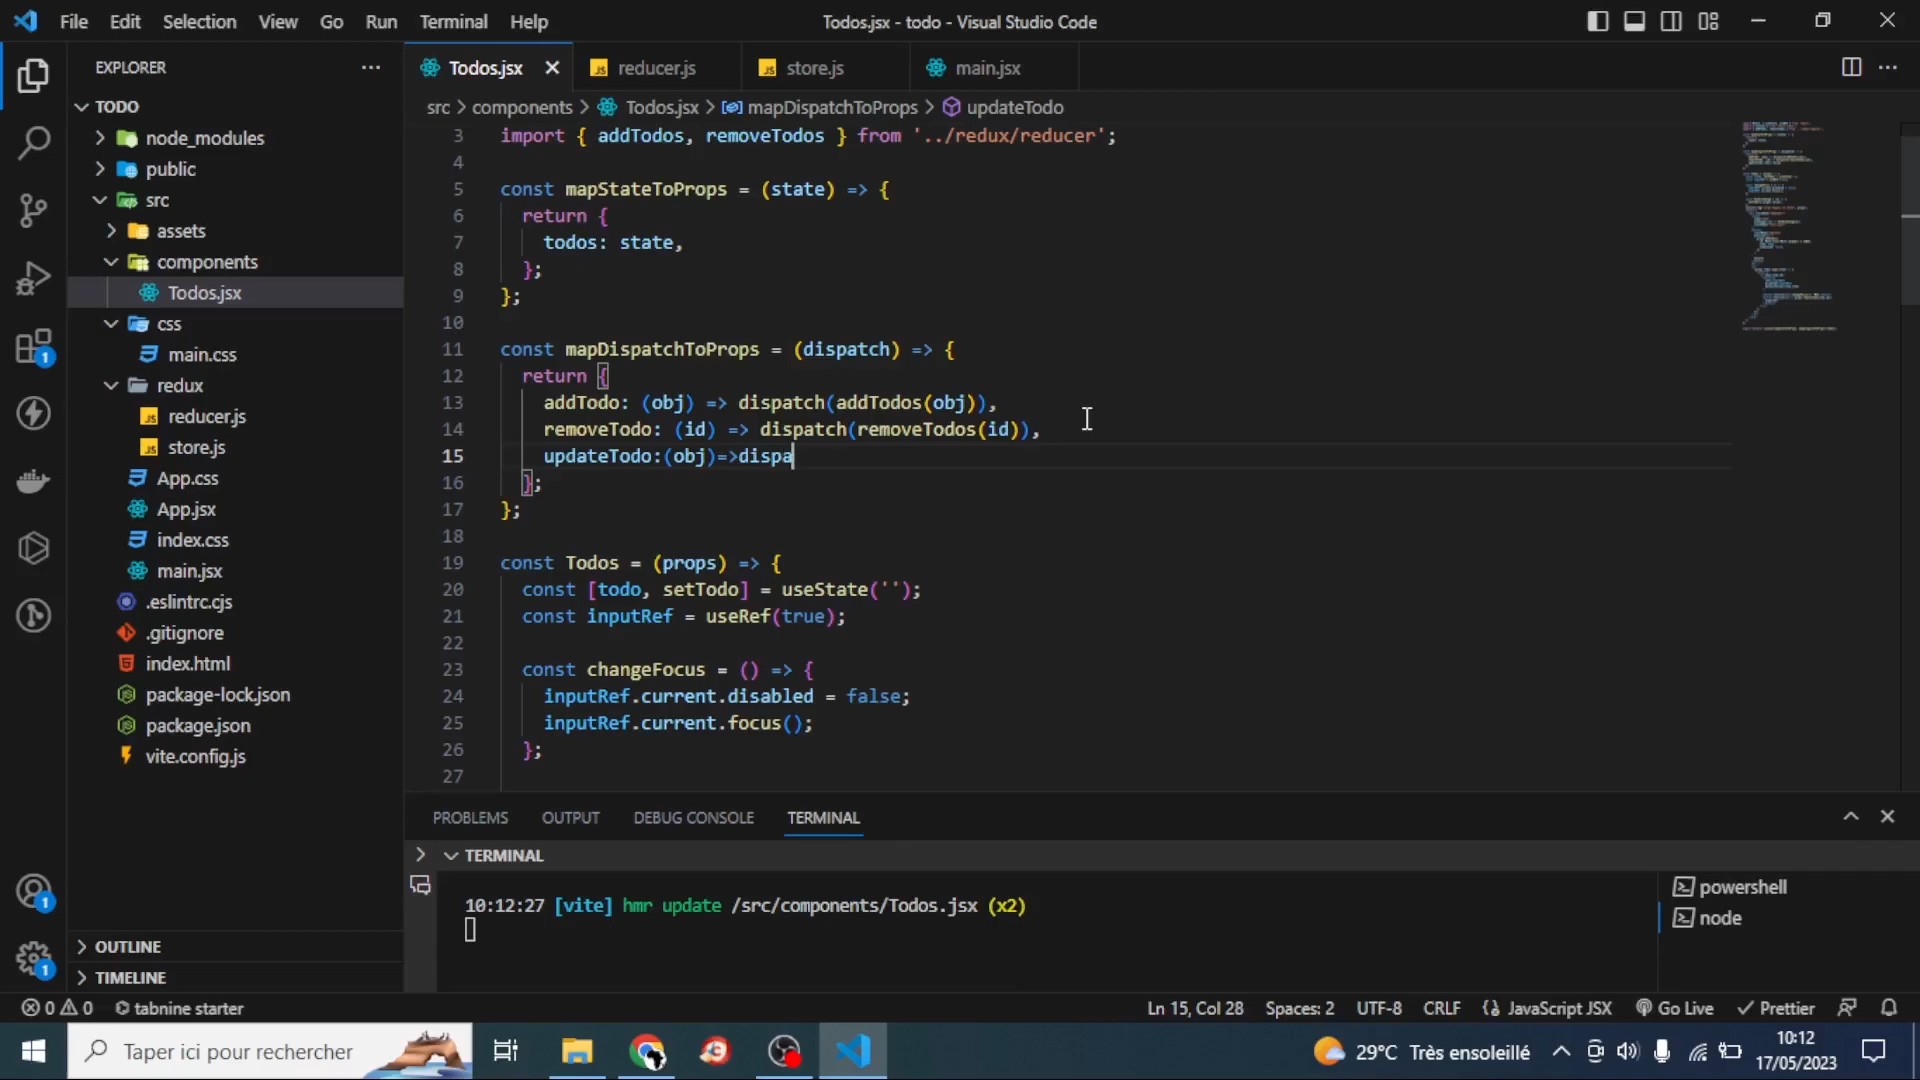 File Edit Selection View Go Run Terminal Help
Todos.jsx - todo - Visual Studio Code
EXPLORER
TODO
node_modules
public
src
assets
components
Todos.jsx
css
main.css
redux
reducer.js
store.js
App.css
App.jsx
index.css
main.jsx
.eslintrc.cjs
.gitignore
index.html
package-lock.json
package.json
vite.config.js
OUTLINE
TIMELINE
Todos.jsx reducer.js store.js main.jsx
src > components > Todos.jsx > mapDispatchToProps > updateTodo
3 import { addTodos, removeTodos } from '../redux/reducer';
4
5 const mapStateToProps = (state) => {
6 return {
7 todos: state,
8 };
9 };
10
11 const mapDispatchToProps = (dispatch) => {
12 return {
13 addTodo: (obj) => dispatch(addTodos(obj)),
14 removeTodo: (id) => dispatch(removeTodos(id)),
15 updateTodo:(obj)=>dispa
16 };
17 };
18
19 const Todos = (props) => {
20 const [todo, setTodo] = useState('');
21 const inputRef = useRef(true);
22
23 const changeFocus = () => {
24 inputRef.current.disabled = false;
25 inputRef.current.focus();
26 };
27
PROBLEMS OUTPUT DEBUG CONSOLE TERMINAL
TERMINAL
10:12:27 [vite] hmr update /src/components/Todos.jsx (x2)
powershell
node
1
1
1
0 0 tabnine starter
Ln 15, Col 28 Spaces: 2 UTF-8 CRLF {} JavaScript JSX Go Live Prettier
Taper ici pour rechercher
29°C Très ensoleillé
10:12
17/05/2023